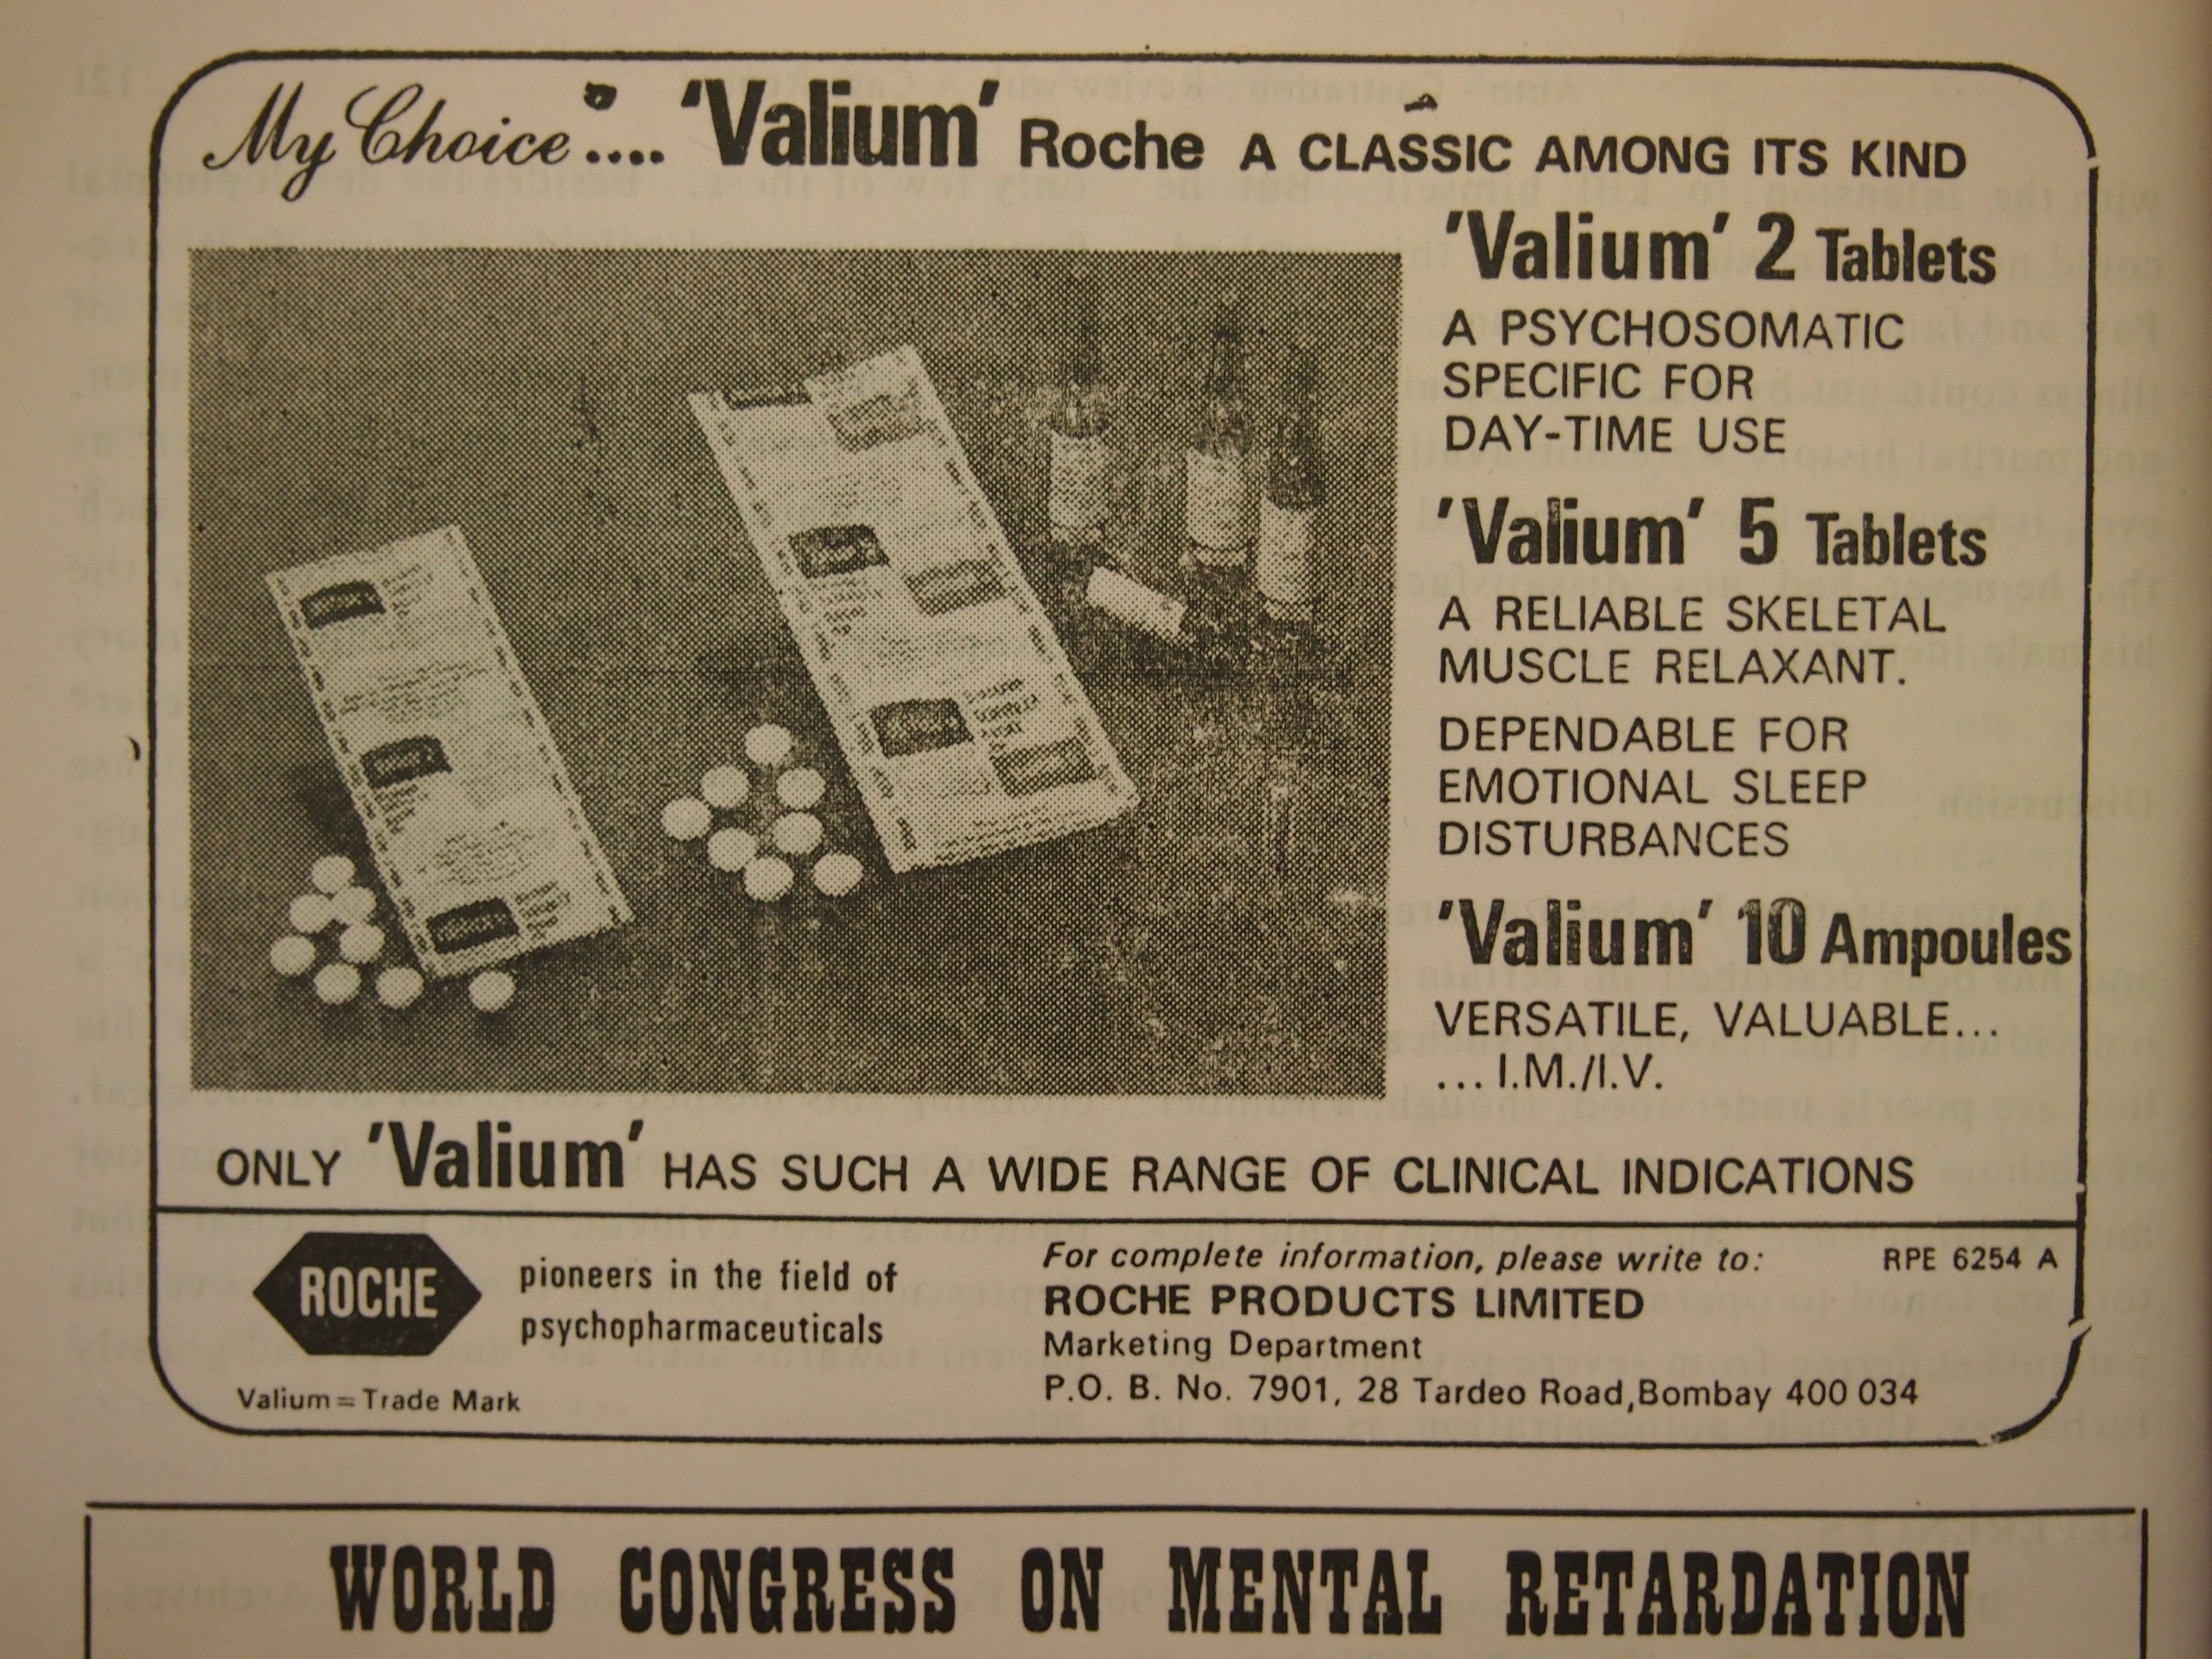 My Choice .... 'Valium' Roche A CLASSIC AMONG ITS KIND
'Valium' 2 Tablets
A PSYCHOSOMATIC
SPECIFIC FOR
DAY-TIME USE
'Valium' 5 Tablets
A RELIABLE SKELETAL
MUSCLE RELAXANT.
DEPENDABLE FOR
EMOTIONAL SLEEP
DISTURBANCES
'Valium' 10 Ampoules
VERSATILE, VALUABLE...
... I.M./I.V.
ONLY 'Valium' HAS SUCH A WIDE RANGE OF CLINICAL INDICATIONS
ROCHE
pioneers in the field of
psychopharmaceuticals
Valium = Trade Mark
For complete information, please write to: RPE 6254 A
ROCHE PRODUCTS LIMITED
Marketing Department
P.O. B. No. 7901, 28 Tardeo Road,Bombay 400 034
WORLD CONGRESS ON MENTAL RETARDATION